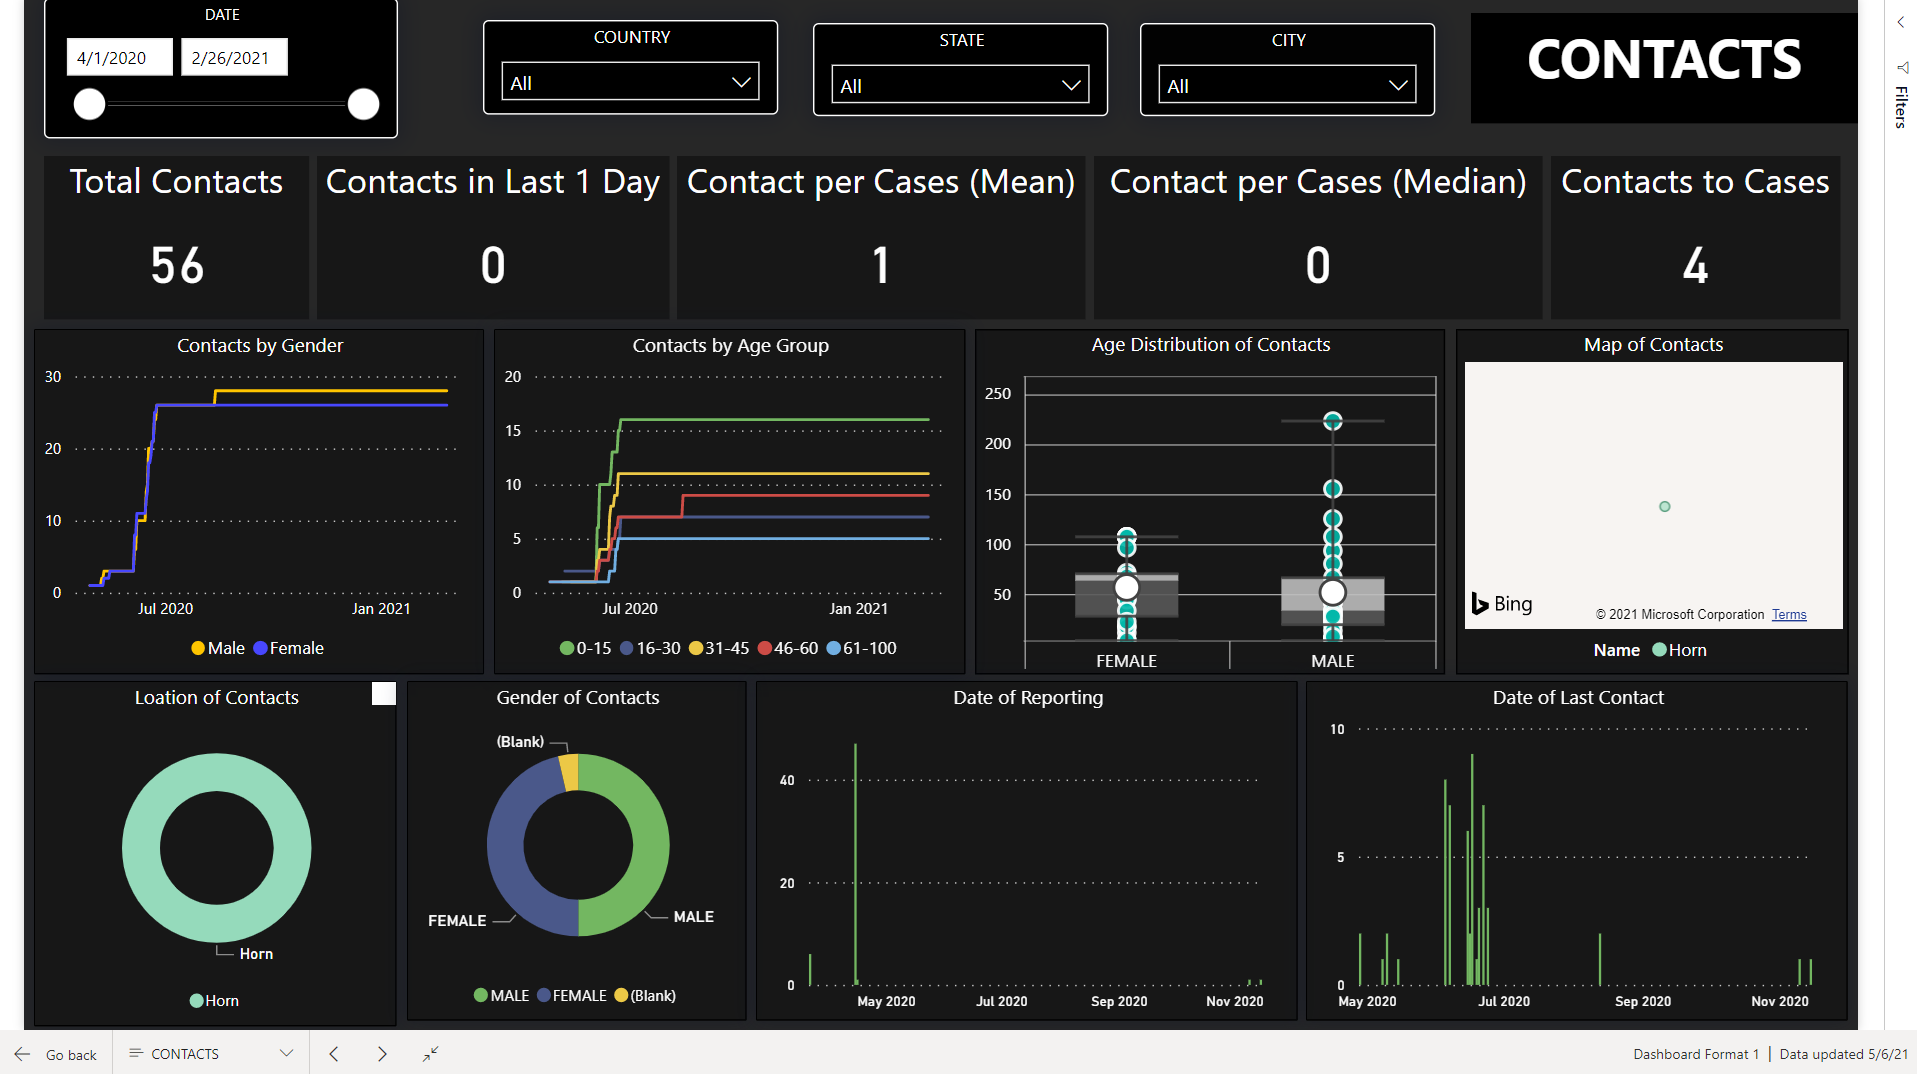 DATE
4/1/2020 2/26/2021
COUNTRY
All
STATE
All
CITY
All
CONTACTS
Filters
Total Contacts
56
Contacts in Last 1 Day
0
Contact per Cases (Mean)
1
Contact per Cases (Median)
0
Contacts to Cases
4
Contacts by Gender
30
20
10
0
Jul 2020 Jan 2021
Male Female
Contacts by Age Group
20
15
10
5
0
Jul 2020 Jan 2021
0-15 16-30 31-45 46-60 61-100
Age Distribution of Contacts
250
200
150
100
50
FEMALE MALE
Map of Contacts
Bing
© 2021 Microsoft Corporation Terms
Name Horn
Loation of Contacts
Horn
Horn
Gender of Contacts
(Blank)
FEMALE
MALE
MALE FEMALE (Blank)
Date of Reporting
40
20
0
May 2020 Jul 2020 Sep 2020 Nov 2020
Date of Last Contact
10
5
0
May 2020 Jul 2020 Sep 2020 Nov 2020
Go back
CONTACTS
Dashboard Format 1 | Data updated 5/6/21